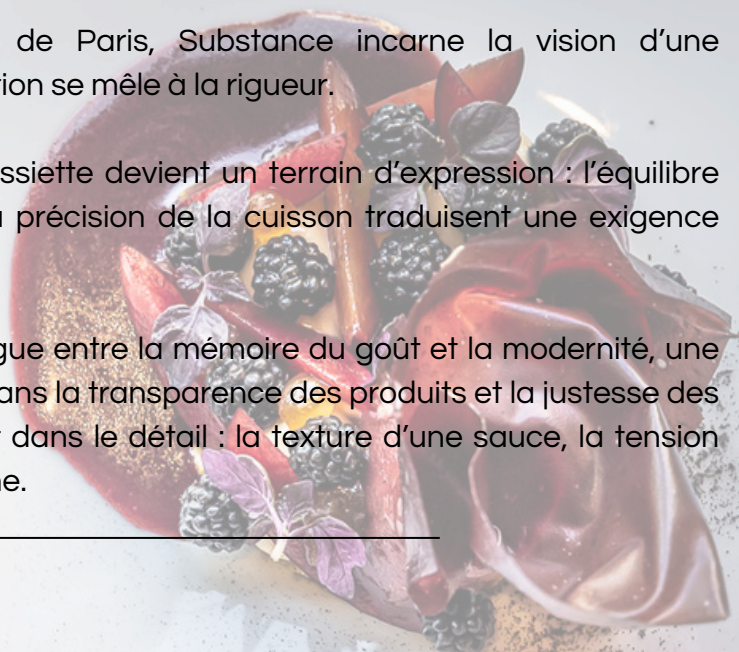 de Paris, Substance incarne la vision d’une
tion se mêle à la rigueur.
ssiette devient un terrain d’expression : l’équilibre
précision de la cuisson traduisent une exigence
gue entre la mémoire du goût et la modernité, une
ans la transparence des produits et la justesse des
dans le détail : la texture d’une sauce, la tension
ne.